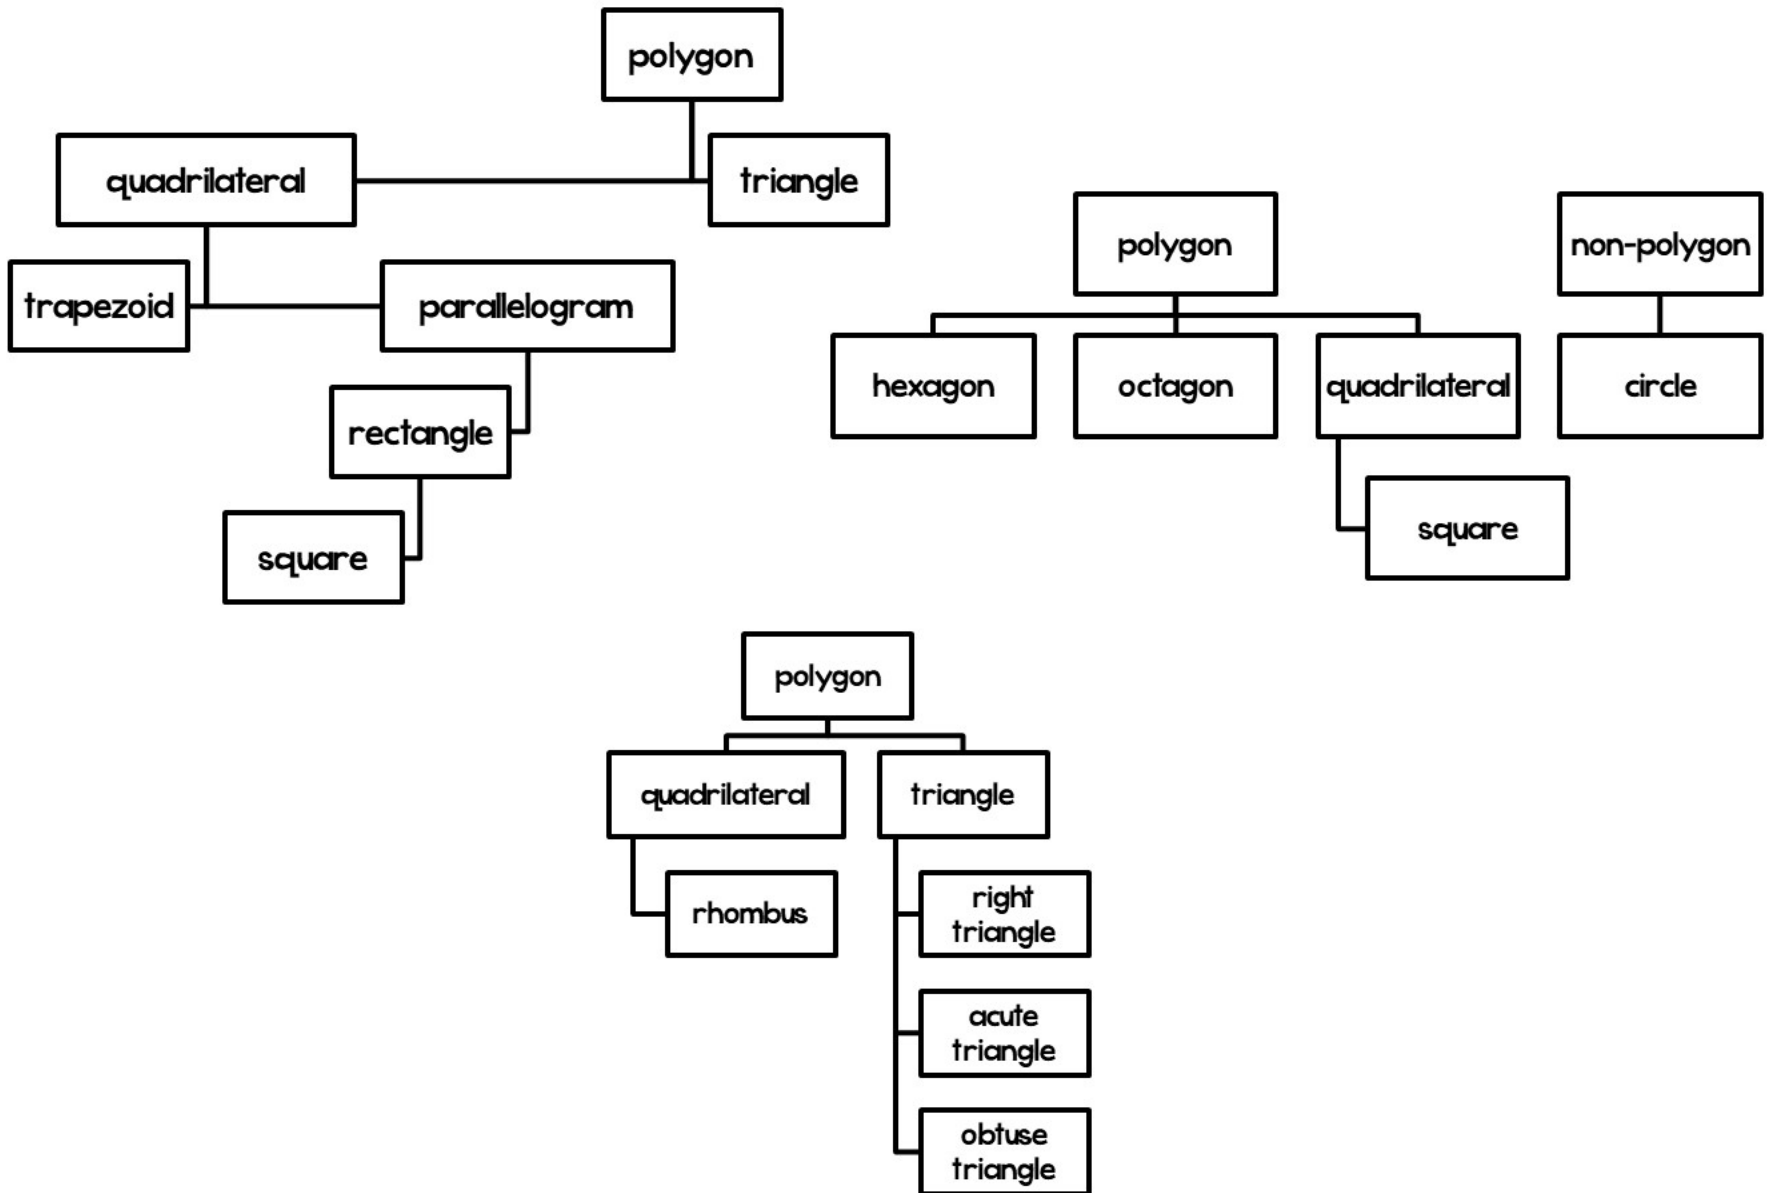 polygon
quadrilateral
triangle
trapezoid
parallelogram
rectangle
square
polygon
non-polygon
hexagon
octagon
quadrilateral
circle
square
polygon
quadrilateral
triangle
rhombus
right
triangle
acute
triangle
obtuse
triangle